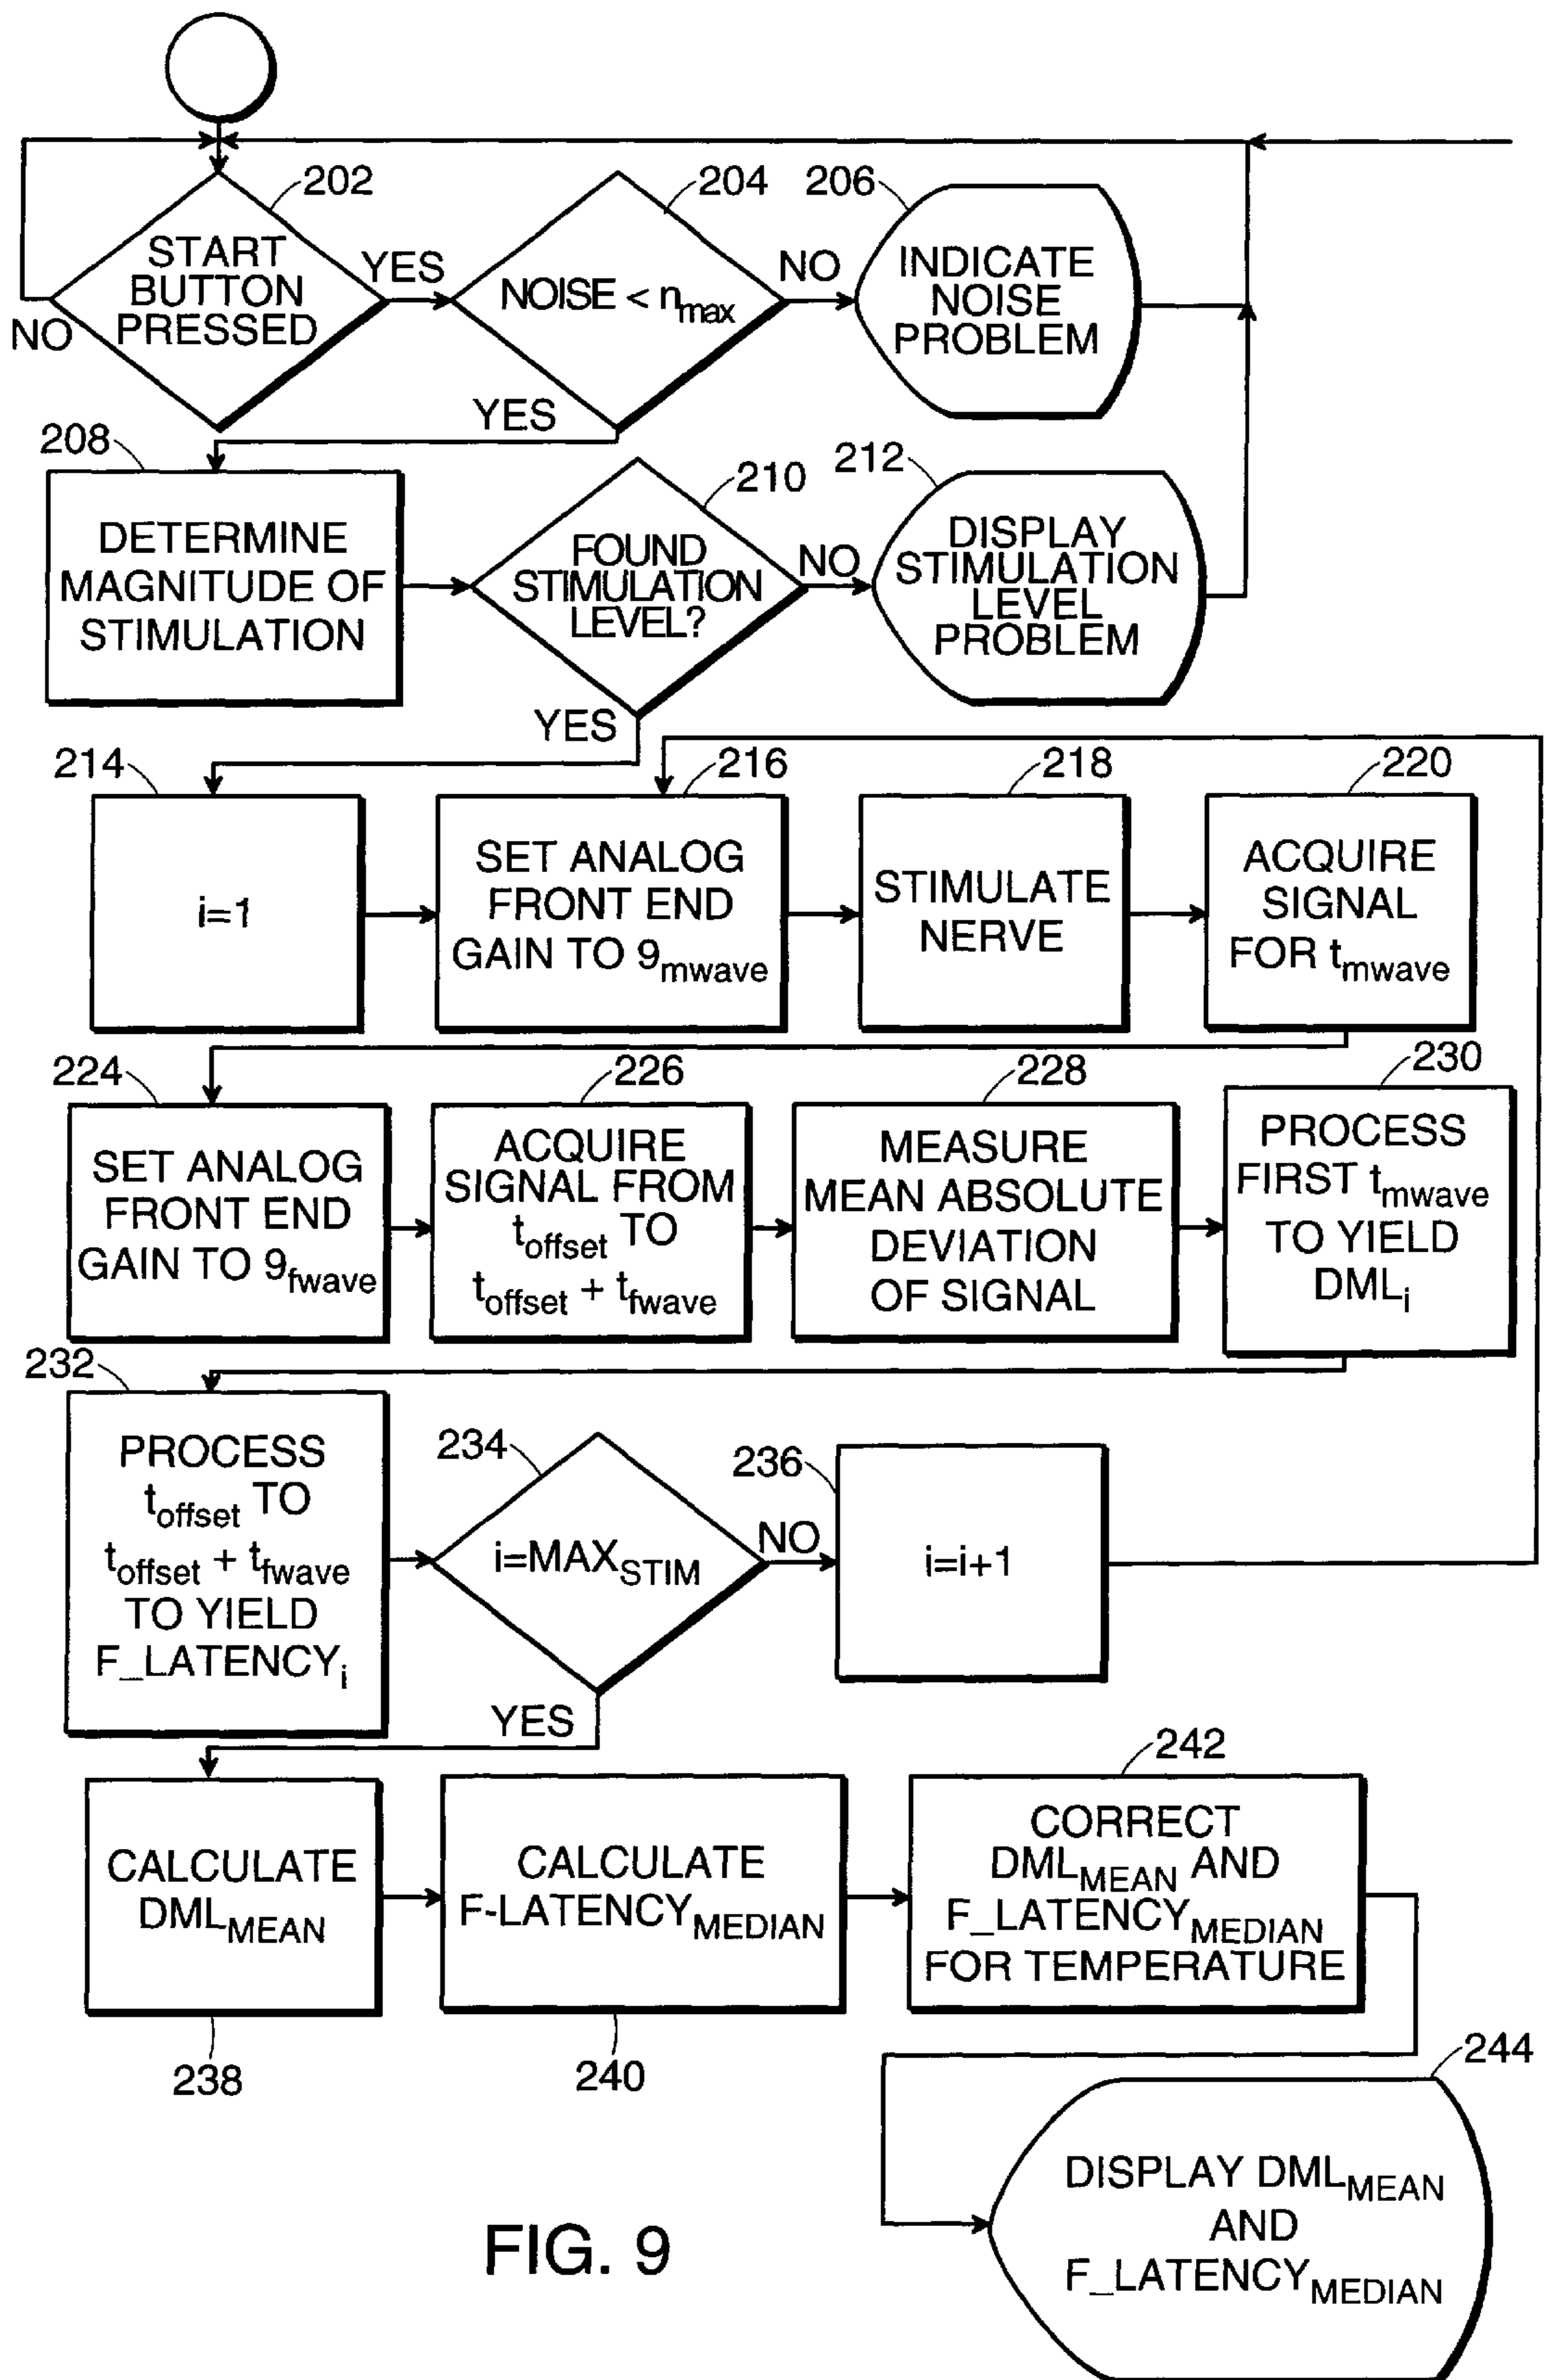 202
204
206
START
BUTTON
PRESSED
YES
NO
NOISE < nmax
NO
INDICATE
NOISE
PROBLEM
YES
208
210
212
DETERMINE
MAGNITUDE OF
STIMULATION
FOUND
STIMULATION
LEVEL?
NO
DISPLAY
STIMULATION
LEVEL
PROBLEM
YES
214
216
218
220
i=1
SET ANALOG
FRONT END
GAIN TO 9mwave
STIMULATE
NERVE
ACQUIRE
SIGNAL
FOR tmwave
224
226
228
230
SET ANALOG
FRONT END
GAIN TO 9fwave
ACQUIRE
SIGNAL FROM
toffset TO
toffset + tfwave
MEASURE
MEAN ABSOLUTE
DEVIATION
OF SIGNAL
PROCESS
FIRST tmwave
TO YIELD
DMLi
232
234
236
PROCESS
toffset TO
toffset + tfwave
TO YIELD
F_LATENCYi
i=MAXSTIM
NO
i=i+1
YES
242
CALCULATE
DMLMEAN
CALCULATE
F-LATENCYMEDIAN
CORRECT
DMLMEAN AND
F_LATENCYMEDIAN
FOR TEMPERATURE
238
240
244
DISPLAY DMLMEAN
AND
F_LATENCYMEDIAN
FIG. 9